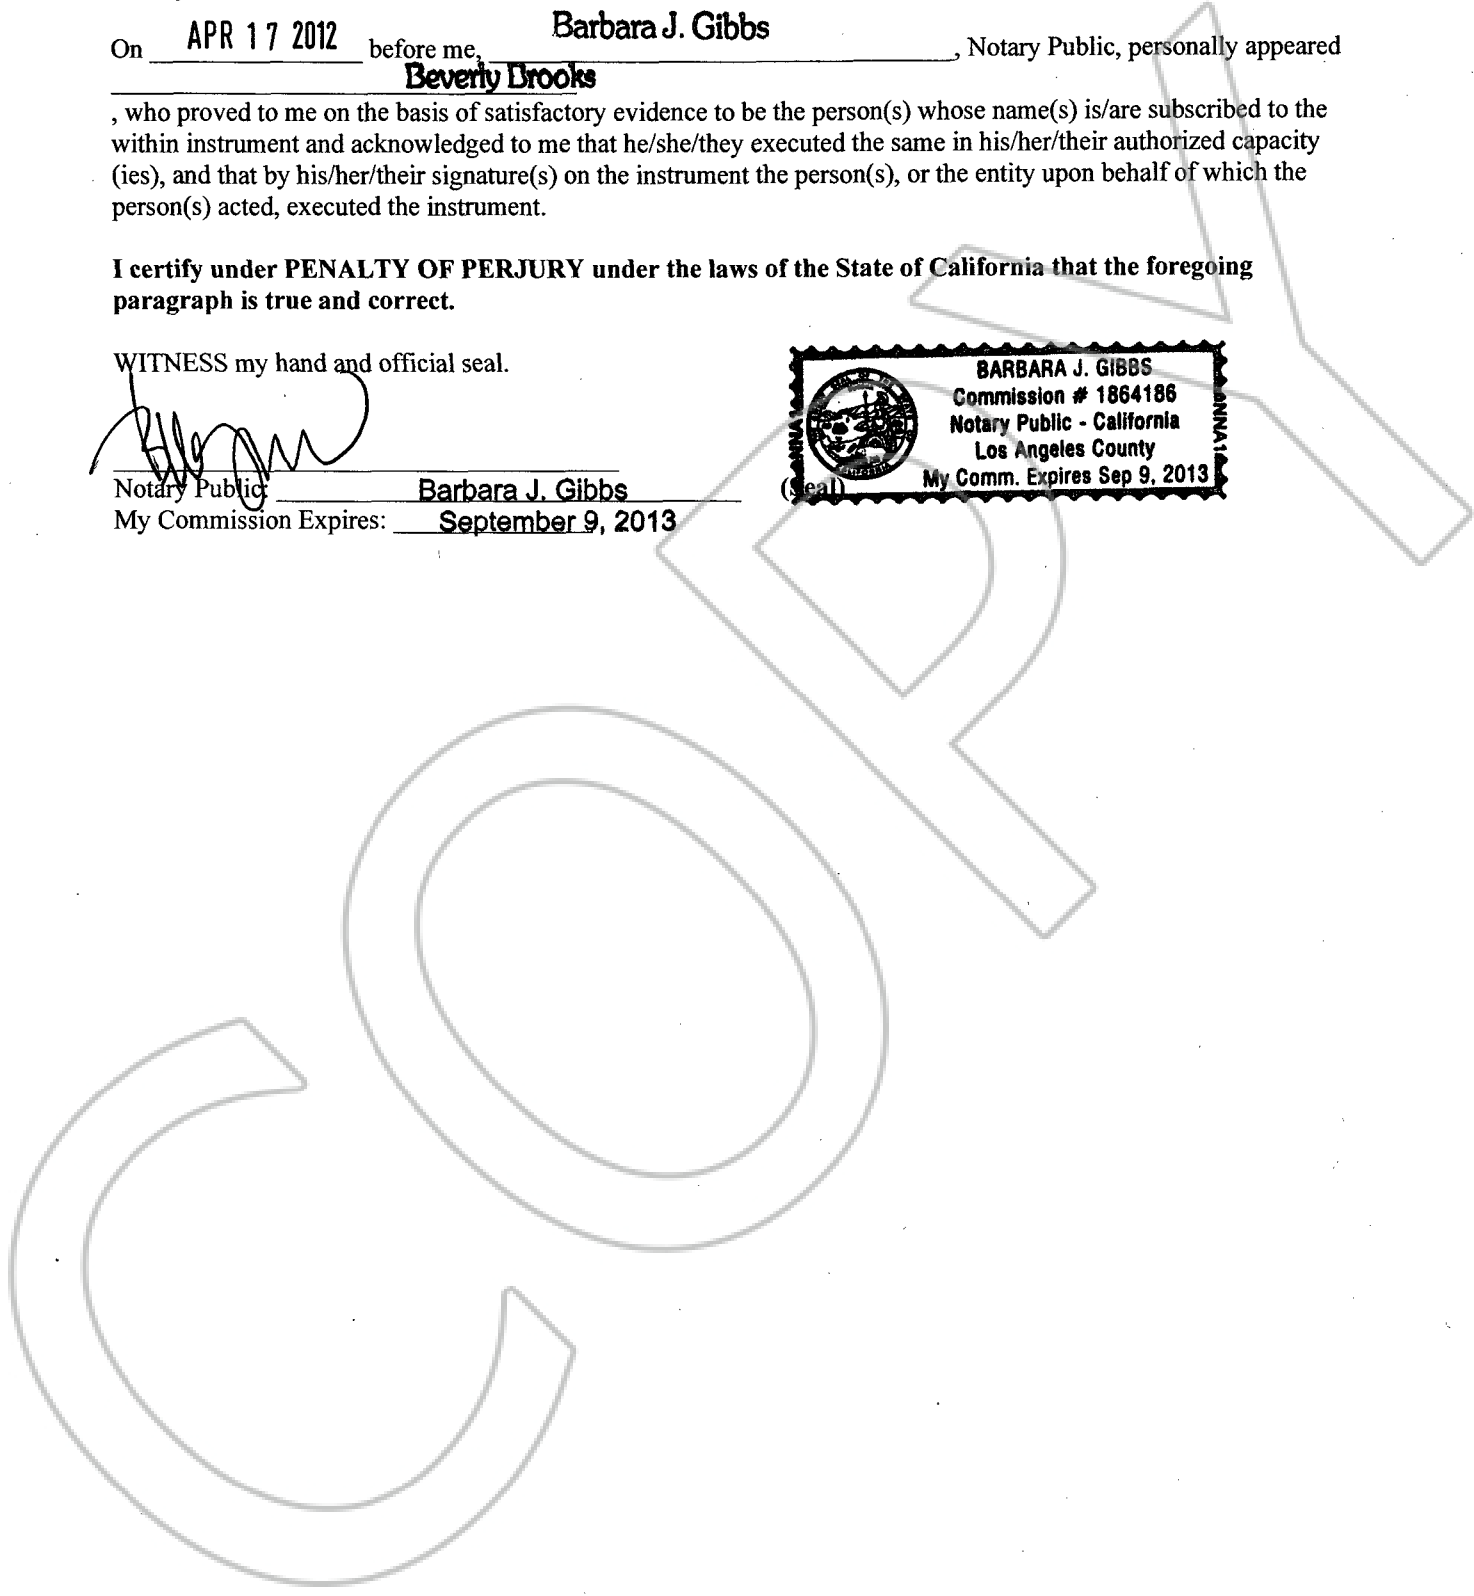 On APR 17 2012 before me, Barbara J. Gibbs, Notary Public, personally appeared
Beverly Brooks
, who proved to me on the basis of satisfactory evidence to be the person(s) whose name(s) is/are subscribed to the
within instrument and acknowledged to me that he/she/they executed the same in his/her/their authorized capacity
(ies), and that by his/her/their signature(s) on the instrument the person(s), or the entity upon behalf of which the
person(s) acted, executed the instrument.
I certify under PENALTY OF PERJURY under the laws of the State of California that the foregoing
paragraph is true and correct.
WITNESS my hand and official seal.
BARBARA J. GIBBS
Commission # 1864186
Notary Public - California
Los Angeles County
My Comm. Expires Sep 9, 2013
Notary Public: Barbara J. Gibbs (Seal)
My Commission Expires: September 9, 2013
COPY